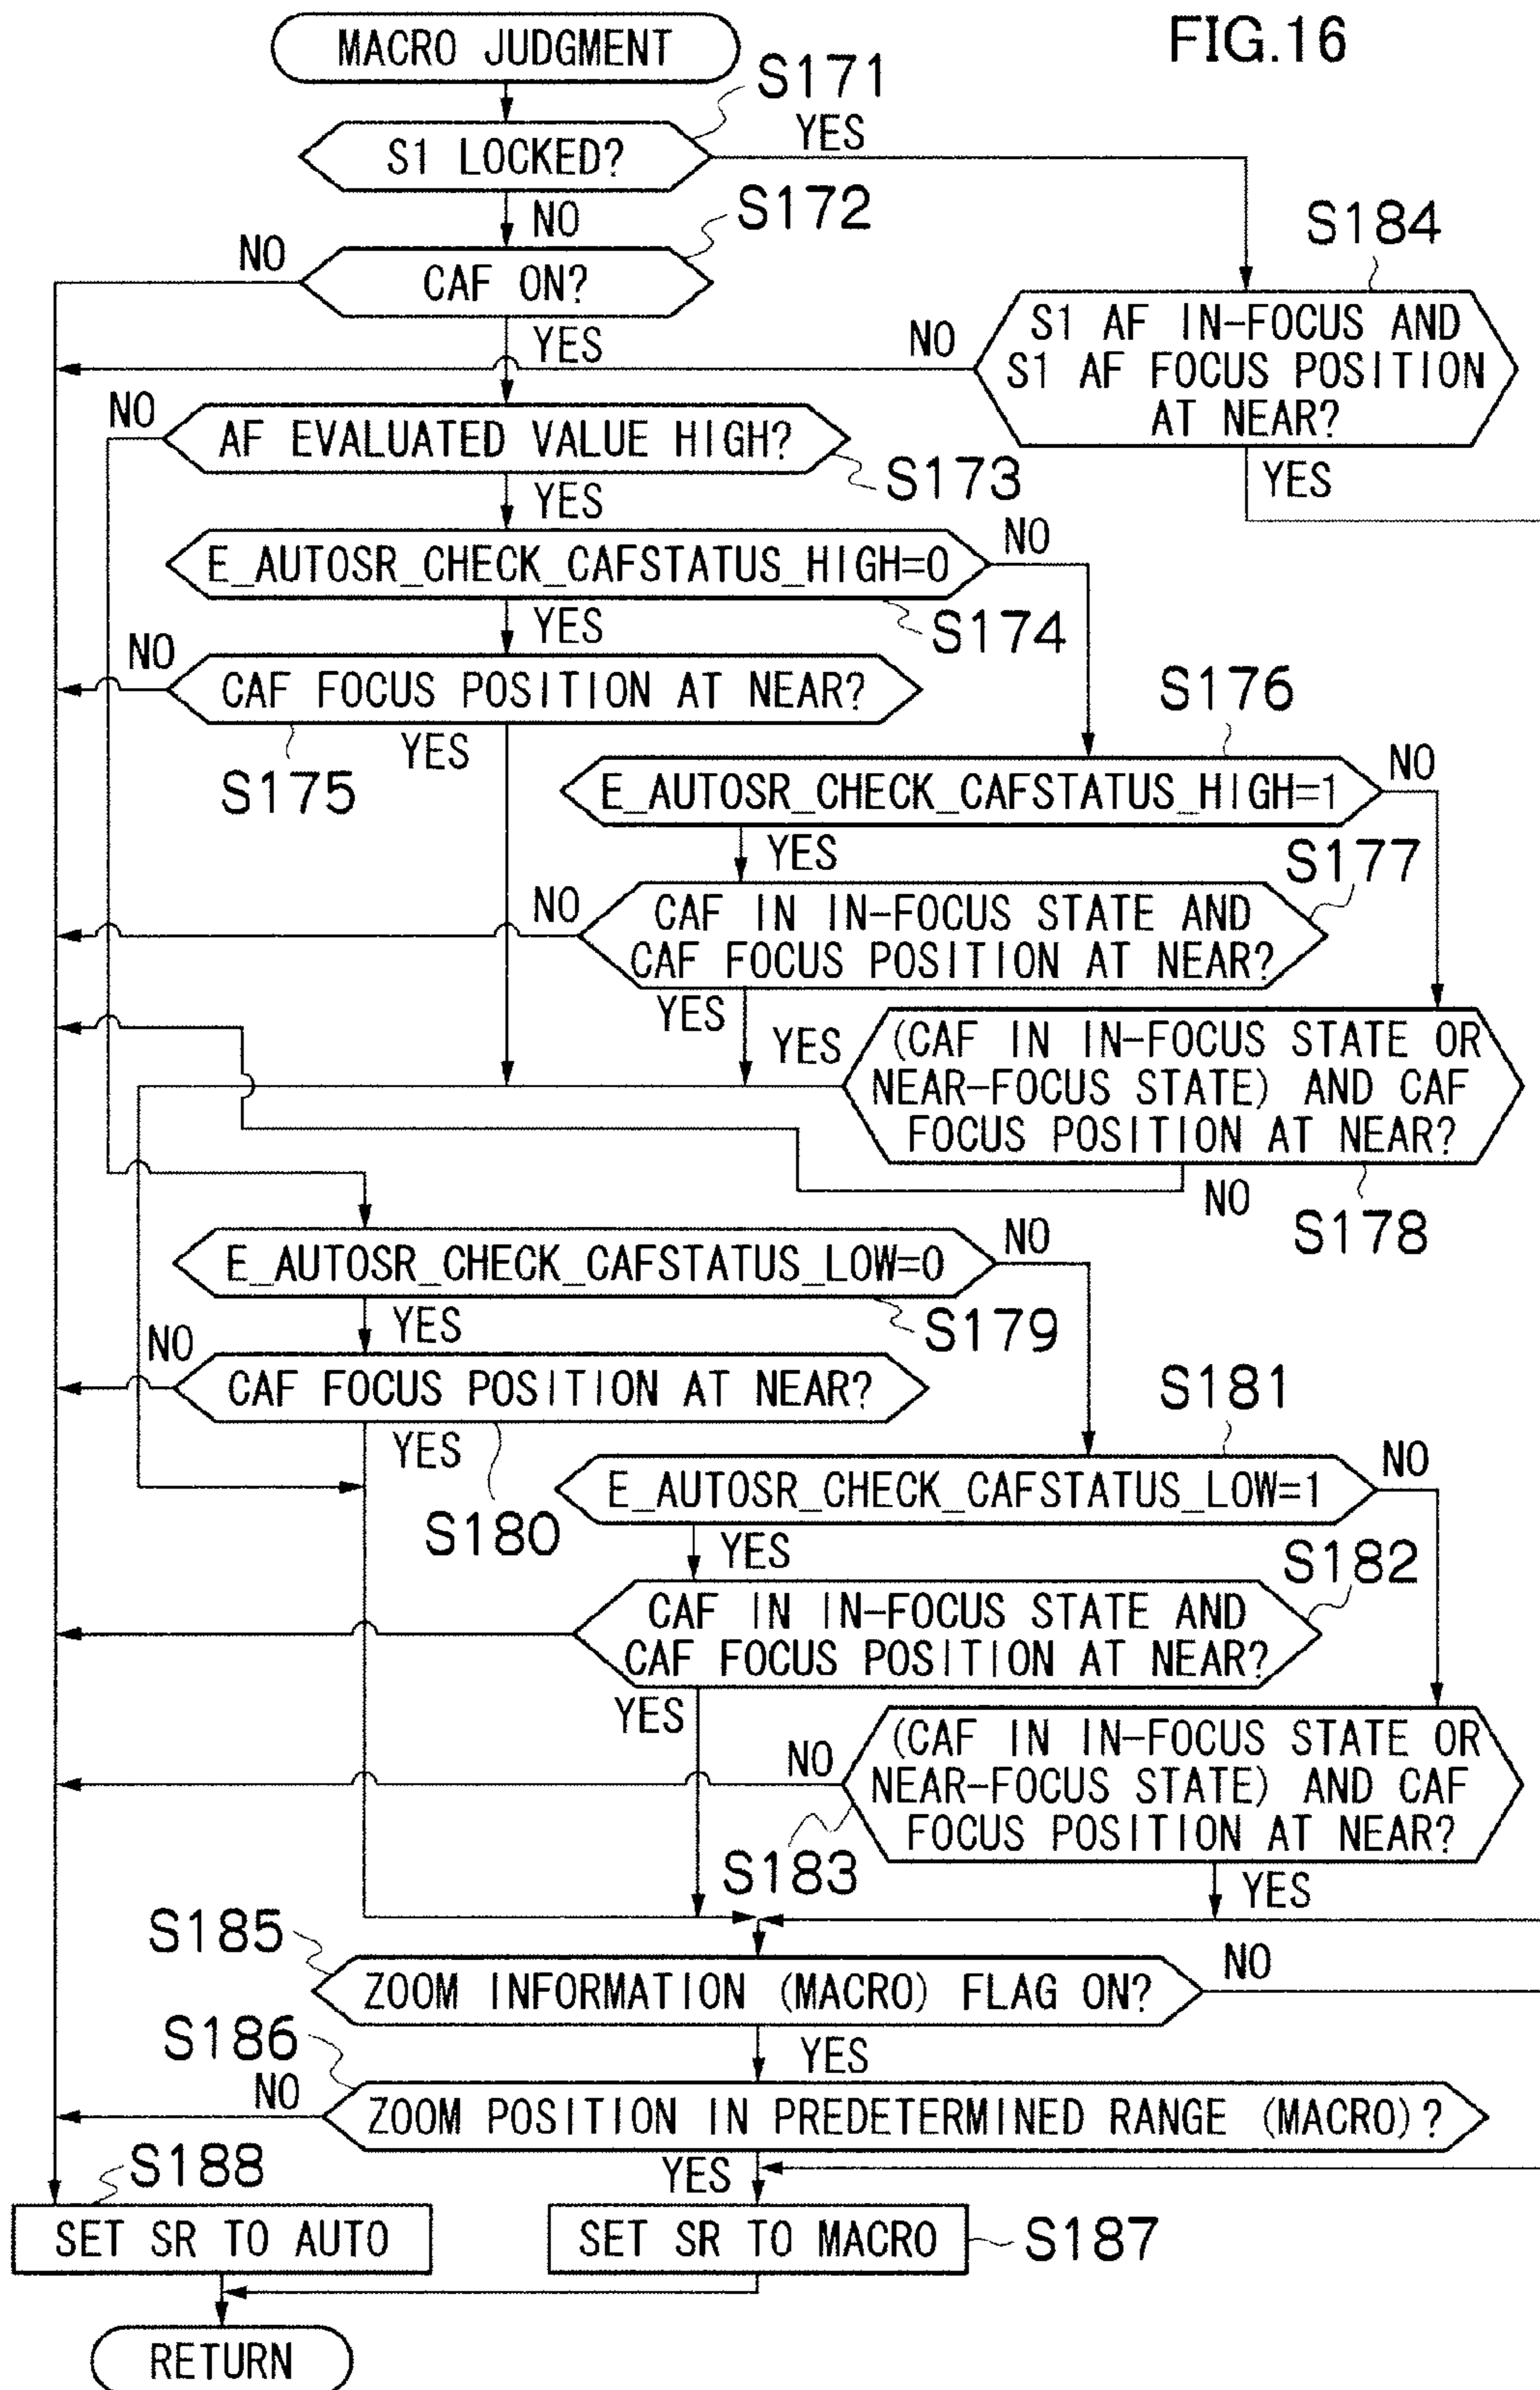 FIG.16
MACRO JUDGMENT
S171
S1 LOCKED?
YES
NO
S172
NO
CAF ON?
YES
S184
S1 AF IN-FOCUS AND
S1 AF FOCUS POSITION
AT NEAR?
NO
YES
NO
AF EVALUATED VALUE HIGH?
S173
YES
E_AUTOSR_CHECK_CAFSTATUS_HIGH=0
NO
S174
YES
NO
CAF FOCUS POSITION AT NEAR?
YES
S175
S176
E_AUTOSR_CHECK_CAFSTATUS_HIGH=1
NO
YES
S177
NO
CAF IN IN-FOCUS STATE AND
CAF FOCUS POSITION AT NEAR?
YES
YES
(CAF IN IN-FOCUS STATE OR
NEAR-FOCUS STATE) AND CAF
FOCUS POSITION AT NEAR?
NO
S178
E_AUTOSR_CHECK_CAFSTATUS_LOW=0
NO
YES
S179
NO
CAF FOCUS POSITION AT NEAR?
YES
S180
S181
E_AUTOSR_CHECK_CAFSTATUS_LOW=1
NO
YES
S182
CAF IN IN-FOCUS STATE AND
CAF FOCUS POSITION AT NEAR?
YES
NO
(CAF IN IN-FOCUS STATE OR
NEAR-FOCUS STATE) AND CAF
FOCUS POSITION AT NEAR?
S183
YES
S185
ZOOM INFORMATION (MACRO) FLAG ON?
NO
YES
S186
NO
ZOOM POSITION IN PREDETERMINED RANGE (MACRO)?
YES
S188
SET SR TO AUTO
SET SR TO MACRO
S187
RETURN